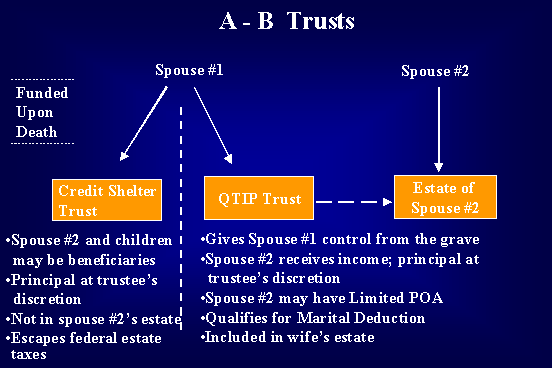 A - B Trusts
Spouse #1
Spouse #2
Funded
Upon
Death
Credit Shelter
Trust
QTIP Trust
Estate of
Spouse #2
•Spouse #2 and children
may be beneficiaries
•Principal at trustee’s
discretion
•Not in spouse #2’s estate
•Escapes federal estate
taxes
•Gives Spouse #1 control from the grave
•Spouse #2 receives income; principal at
trustee’s discretion
•Spouse #2 may have Limited POA
•Qualifies for Marital Deduction
•Included in wife’s estate